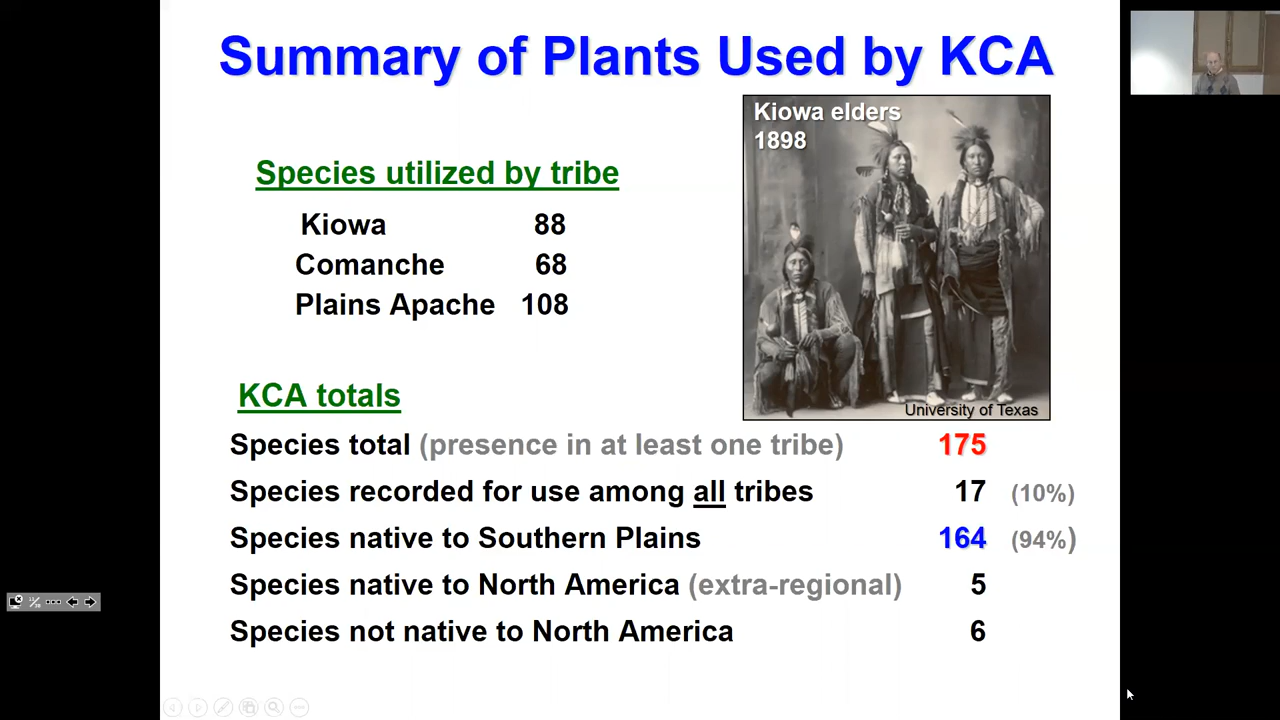 Summary of Plants Used by KCA
Kiowa elders
1898
Species utilized by tribe
Kiowa 88
Comanche 68
Plains Apache 108
University of Texas
KCA totals
Species total (presence in at least one tribe) 175
Species recorded for use among all tribes 17 (10%)
Species native to Southern Plains 164 (94%)
Species native to North America (extra-regional) 5
Species not native to North America 6